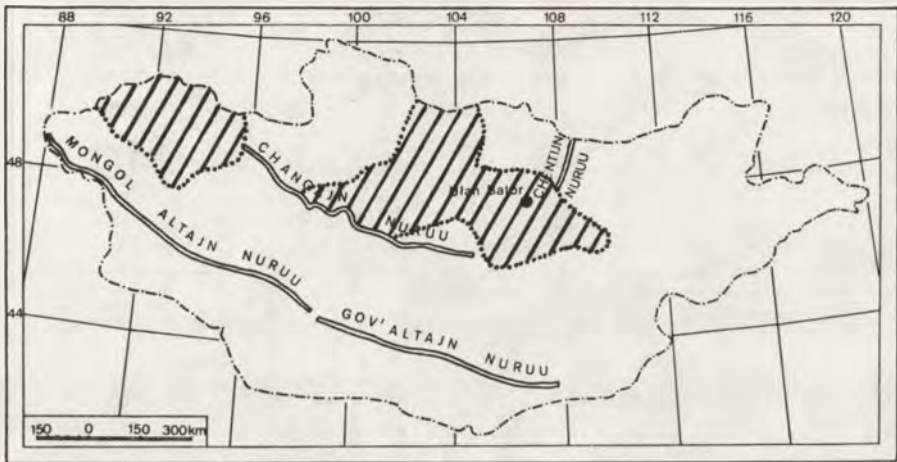 88 92 96 100 104 108 112 116 120
48
44
MONGOL ALTAJN NURUU
CHANGAJN NURUU
Ulan Bator
CHENTIJN NURUU
GOV' ALTAJN NURUU
150 0 150 300km